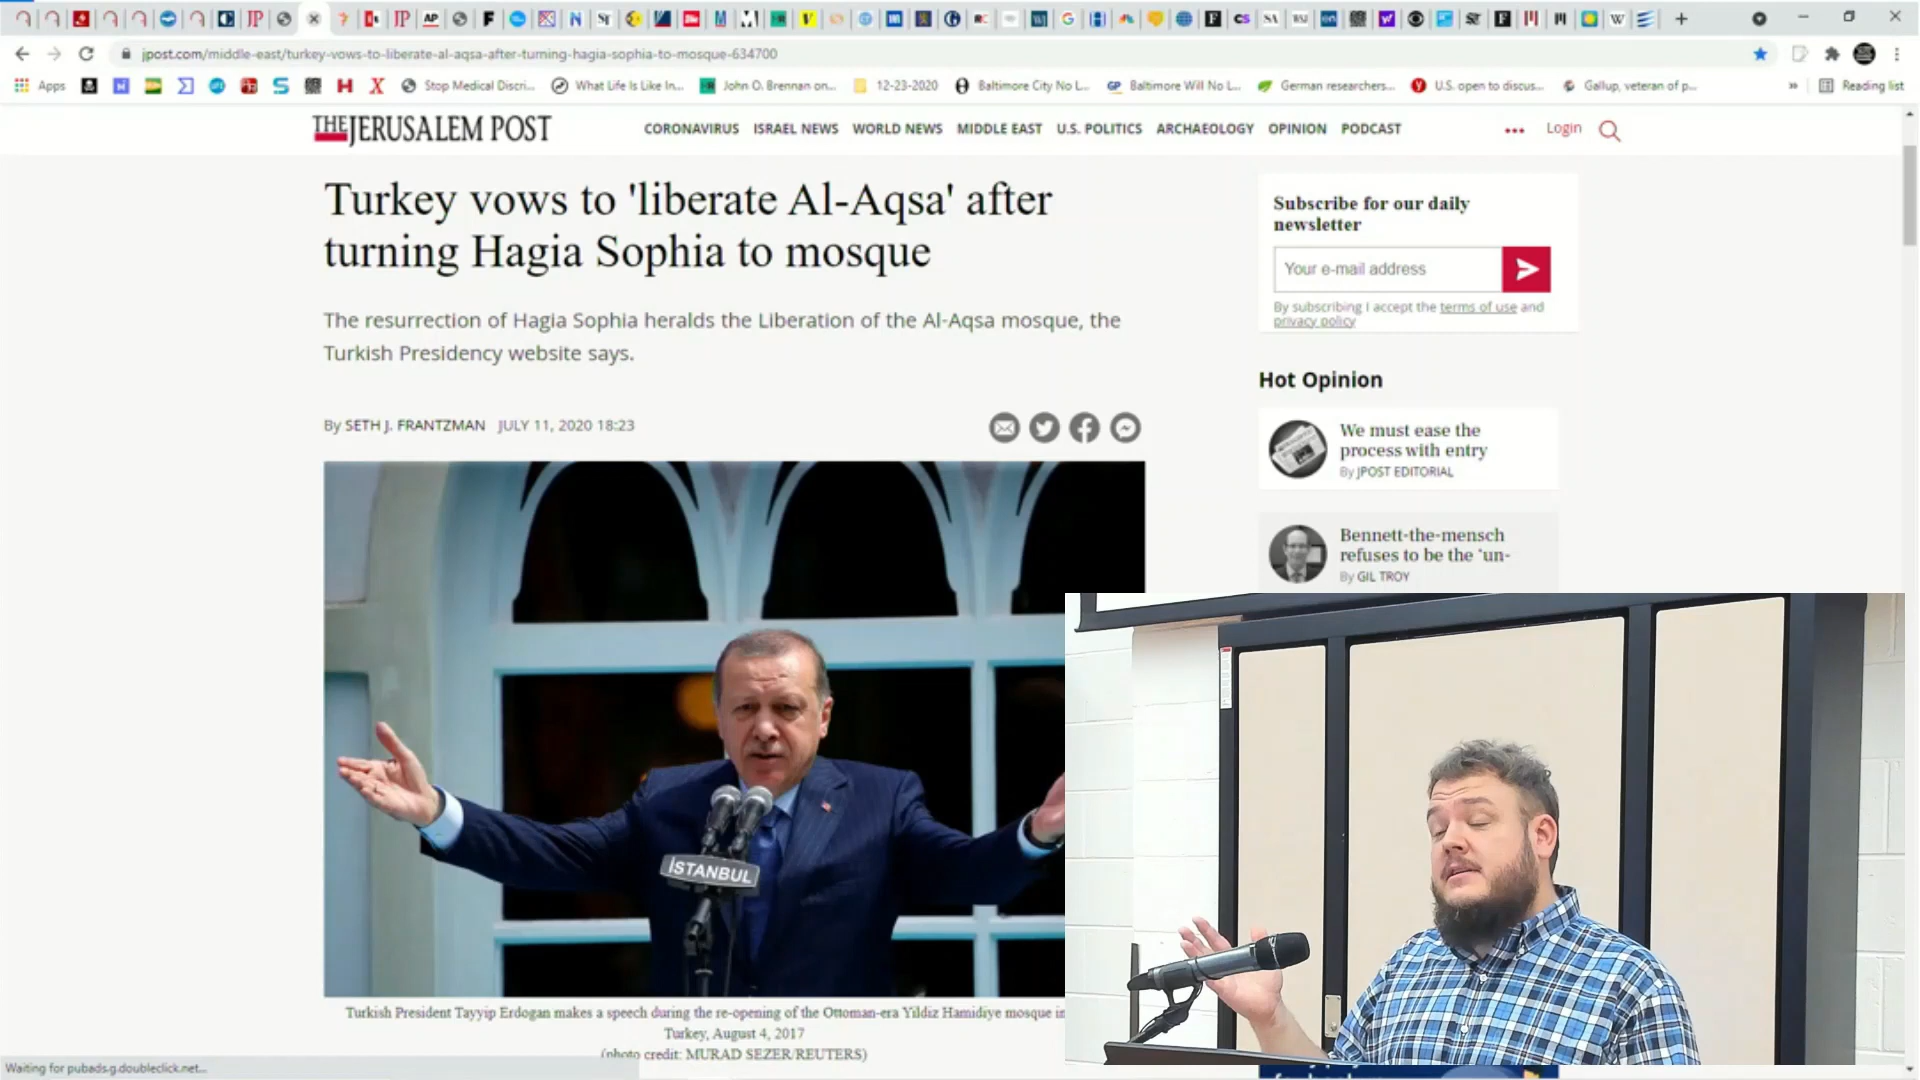 JP
JP
AP
jpost.com/middle-east/turkey-vows-to-liberate-al-aqsa-after-turning-hagia-sophia-to-mosque-634700
Apps
Stop Medical Discri...
What Life Is Like In...
John O. Brennan on...
12-23-2020
Baltimore City No L...
Baltimore Will No L...
German researchers...
U.S. open to discus...
Gallup, veteran of p...
Reading list
THE JERUSALEM POST
CORONAVIRUS ISRAEL NEWS WORLD NEWS MIDDLE EAST U.S. POLITICS ARCHAEOLOGY OPINION PODCAST
Login
Turkey vows to 'liberate Al-Aqsa' after
turning Hagia Sophia to mosque
The resurrection of Hagia Sophia heralds the Liberation of the Al-Aqsa mosque, the
Turkish Presidency website says.
By SETH J. FRANTZMAN JULY 11, 2020 18:23
Subscribe for our daily
newsletter
Your e-mail address
By subscribing I accept the terms of use and
privacy policy
Hot Opinion
We must ease the
process with entry
By JPOST EDITORIAL
Bennett-the-mensch
refuses to be the 'un-
By GIL TROY
İSTANBUL
Turkish President Tayyip Erdogan makes a speech during the re-opening of the Ottoman-era Yildiz Hamidiye mosque in
Turkey, August 4, 2017
(photo credit: MURAD SEZER/REUTERS)
Waiting for pubads.g.doubleclick.net...